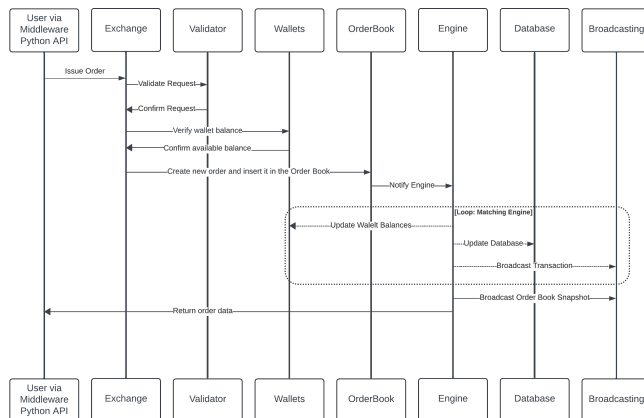 User via
Middleware
Python API
Exchange
Validator
Wallets
OrderBook
Engine
Database
Broadcasting
Issue Order
Validate Request
Confirm Request
Verify wallet balance
Confirm available balance
Create new order and insert it in the Order Book
Notify Engine
[Loop: Matching Engine]
Update Walelt Balances
Update Database
Broadcast Transaction
Broadcast Order Book Snapshot
Return order data
User via
Middleware
Python API
Exchange
Validator
Wallets
OrderBook
Engine
Database
Broadcasting